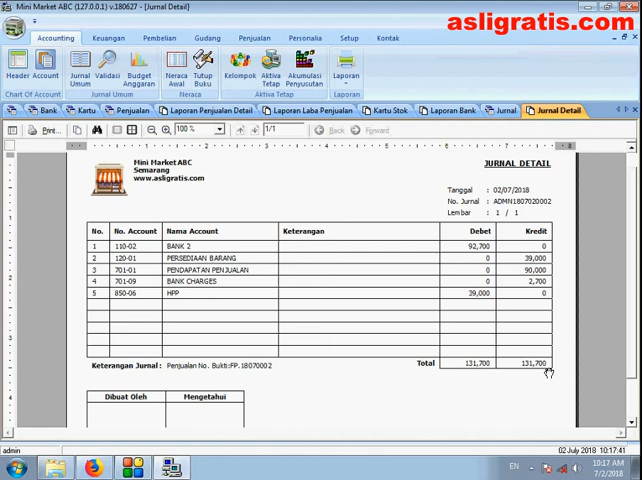 Mini Market ABC (127.0.0.1) v.180627 - [Jurnal Detail]
asligratis.com
Accounting Keuangan Pembelian Gudang Penjualan Personalia Setup Kontak
Header Account Jurnal Umum Validasi Budget Anggaran Neraca Awal Tutup Buku Kelompok Aktiva Tetap Akumulasi Penyusutan Laporan
Chart Of Account Jurnal Umum Neraca Aktiva Tetap
Bank Kartu Penjualan Laporan Penjualan Detail Laporan Laba Penjualan Kartu Stok Laporan Bank Jurnal Jurnal Detail
Print... 100 % 1/1 Back Forward
Mini Market ABC
Semarang
www.asligratis.com
JURNAL DETAIL
Tanggal : 02/07/2018
No. Jurnal : ADMN1807020002
Lembar : 1 / 1
No. No. Account Nama Account Keterangan Debet Kredit
1 110-02 BANK 2 92,700 0
2 120-01 PERSEDIAAN BARANG 0 39,000
3 701-01 PENDAPATAN PENJUALAN 0 90,000
4 701-09 BANK CHARGES 0 2,700
5 850-06 HPP 39,000 0
Keterangan Jurnal : Penjualan No. Bukti:FP.18070002 Total 131,700 131,700
Dibuat Oleh Mengetahui
admin 02 July 2018 10:17:41
EN 10:17 AM
7/2/2018